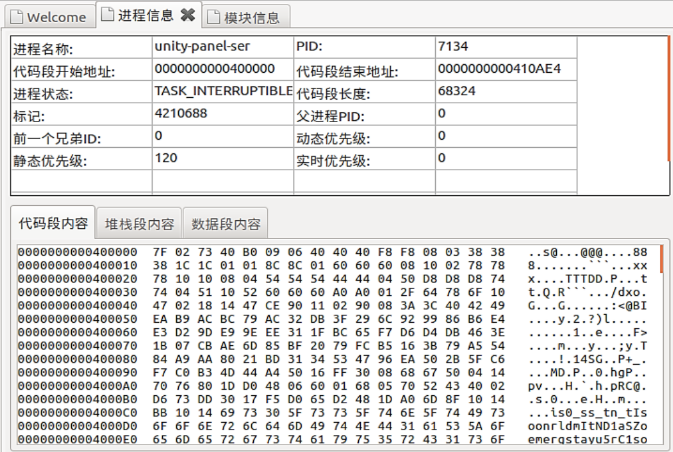 Welcome 进程信息 模块信息
进程名称: unity-panel-ser PID: 7134
代码段开始地址: 0000000000400000 代码段结束地址: 0000000000410AE4
进程状态: TASK_INTERRUPTIBLE 代码段长度: 68324
标记: 4210688 父进程PID: 0
前一个兄弟ID: 0 动态优先级: 0
静态优先级: 120 实时优先级: 0
代码段内容 堆栈段内容 数据段内容
0000000000400000 7F 02 73 40 B0 09 06 40 40 40 F8 F8 08 03 38 38 ..s@...@@@....88
0000000000400010 38 1C 1C 01 01 8C 8C 01 60 60 60 08 10 02 78 78 8.......```...xx
0000000000400020 78 10 10 08 04 54 54 54 44 44 04 50 D8 D8 D8 74 x....TTTDD.P...t
0000000000400030 74 04 51 10 52 60 60 60 A0 A0 01 2F 64 78 6F 10 t.Q.R```.../dxo.
0000000000400040 47 02 18 14 47 CE 90 11 02 90 08 3A 3C 40 42 49 G...G......:<@BI
0000000000400050 EA B9 AC BC 79 AC 32 DB 3F 29 6C 92 99 86 B6 E4 ....y.2.?)l.....
0000000000400060 E3 D2 9D E9 9E EE 31 1F BC 65 F7 D6 D4 DB 46 3E ......1..e....F>
0000000000400070 1B 07 CB AE 6D 85 BF 20 79 FC B5 16 3B 79 A5 54 ....m.. y...;y.T
0000000000400080 84 A9 AA 80 21 BD 31 34 53 47 96 EA 50 2B 5F C6 ....!.14SG..P+_.
0000000000400090 F7 C0 B3 4D 44 A4 50 16 FF 30 08 68 67 50 04 14 ...MD.P..0.hgP..
00000000004000A0 70 76 80 1D D0 48 06 60 01 68 05 70 52 43 40 02 pv...H.`.h.pRC@.
00000000004000B0 D6 73 DD 30 17 F5 D0 65 D2 48 1D A0 6D 8F 10 14 .s.0...e.H..m...
00000000004000C0 BB 10 14 69 73 30 5F 73 73 5F 74 6E 5F 74 49 73 ...is0_ss_tn_tIs
00000000004000D0 6F 6F 6E 72 6C 64 6D 49 74 4E 44 31 61 53 5A 6F oonrldmItND1aSZo
00000000004000E0 65 6D 65 72 67 73 74 61 79 75 35 72 43 31 73 6F emergstayu5rC1so